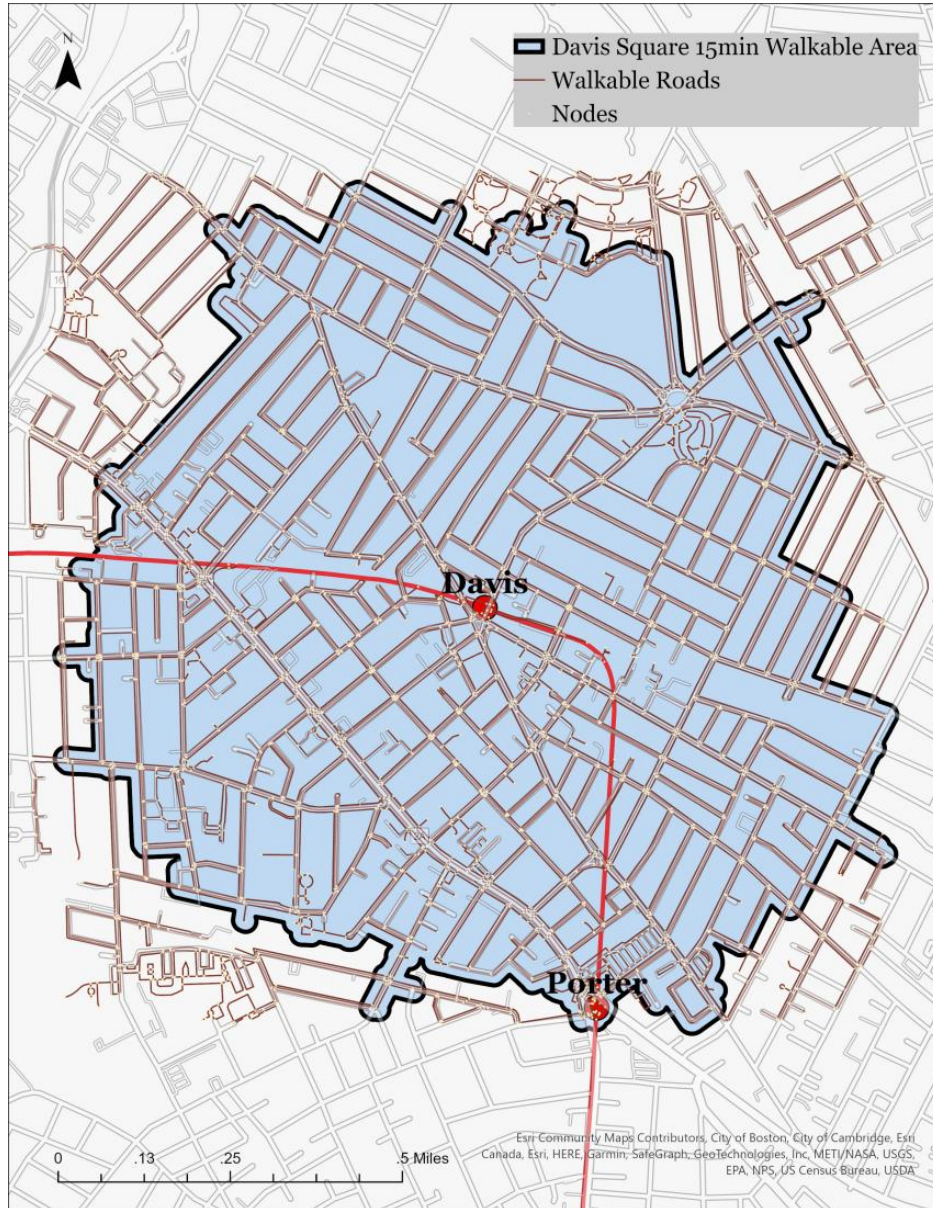 N
Davis Square 15min Walkable Area
Walkable Roads
Nodes
16
Davis
Porter
0 .13 .25 .5 Miles
Esri Community Maps Contributors, City of Boston, City of Cambridge, Esri
Canada, Esri, HERE, Garmin, SafeGraph, GeoTechnologies, Inc, METI/NASA, USGS,
EPA, NPS, US Census Bureau, USDA